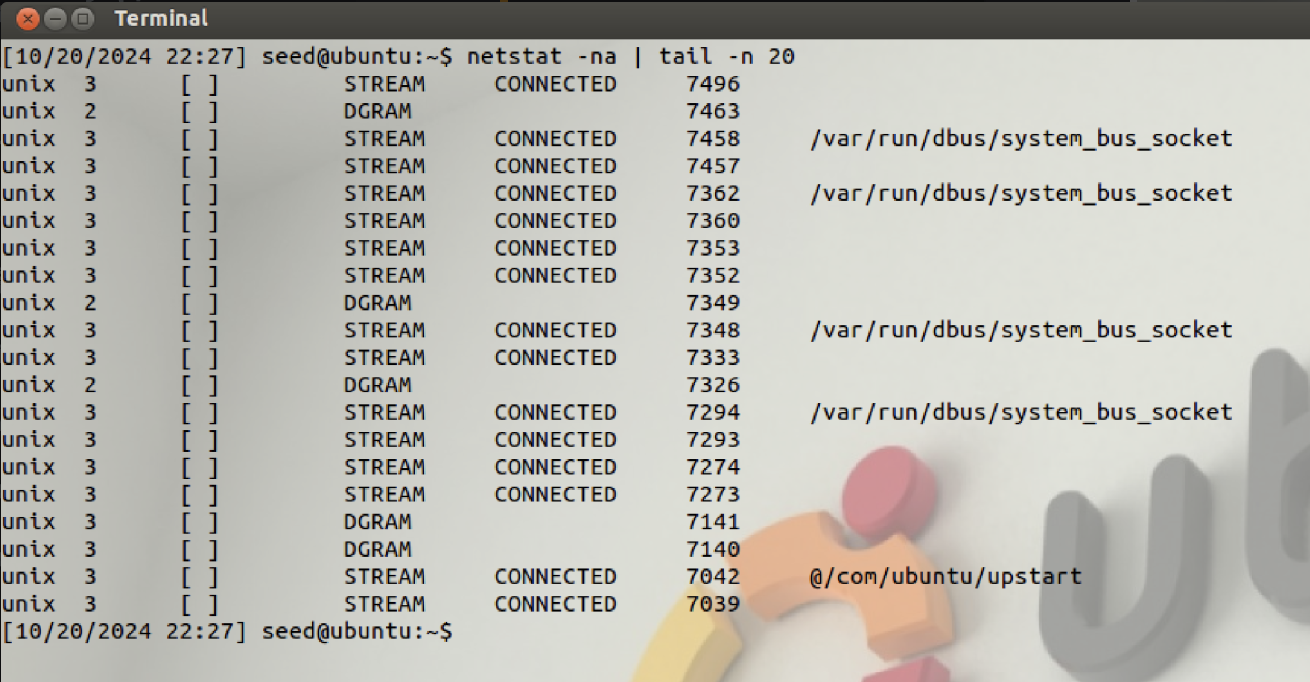 Terminal
[10/20/2024 22:27] seed@ubuntu:~$ netstat -na | tail -n 20
unix  3      [ ]         STREAM     CONNECTED     7496
unix  2      [ ]         DGRAM                    7463
unix  3      [ ]         STREAM     CONNECTED     7458     /var/run/dbus/system_bus_socket
unix  3      [ ]         STREAM     CONNECTED     7457
unix  3      [ ]         STREAM     CONNECTED     7362     /var/run/dbus/system_bus_socket
unix  3      [ ]         STREAM     CONNECTED     7360
unix  3      [ ]         STREAM     CONNECTED     7353
unix  3      [ ]         STREAM     CONNECTED     7352
unix  2      [ ]         DGRAM                    7349
unix  3      [ ]         STREAM     CONNECTED     7348     /var/run/dbus/system_bus_socket
unix  3      [ ]         STREAM     CONNECTED     7333
unix  2      [ ]         DGRAM                    7326
unix  3      [ ]         STREAM     CONNECTED     7294     /var/run/dbus/system_bus_socket
unix  3      [ ]         STREAM     CONNECTED     7293
unix  3      [ ]         STREAM     CONNECTED     7274
unix  3      [ ]         STREAM     CONNECTED     7273
unix  3      [ ]         DGRAM                    7141
unix  3      [ ]         DGRAM                    7140
unix  3      [ ]         STREAM     CONNECTED     7042     @/com/ubuntu/upstart
unix  3      [ ]         STREAM     CONNECTED     7039
[10/20/2024 22:27] seed@ubuntu:~$
ub